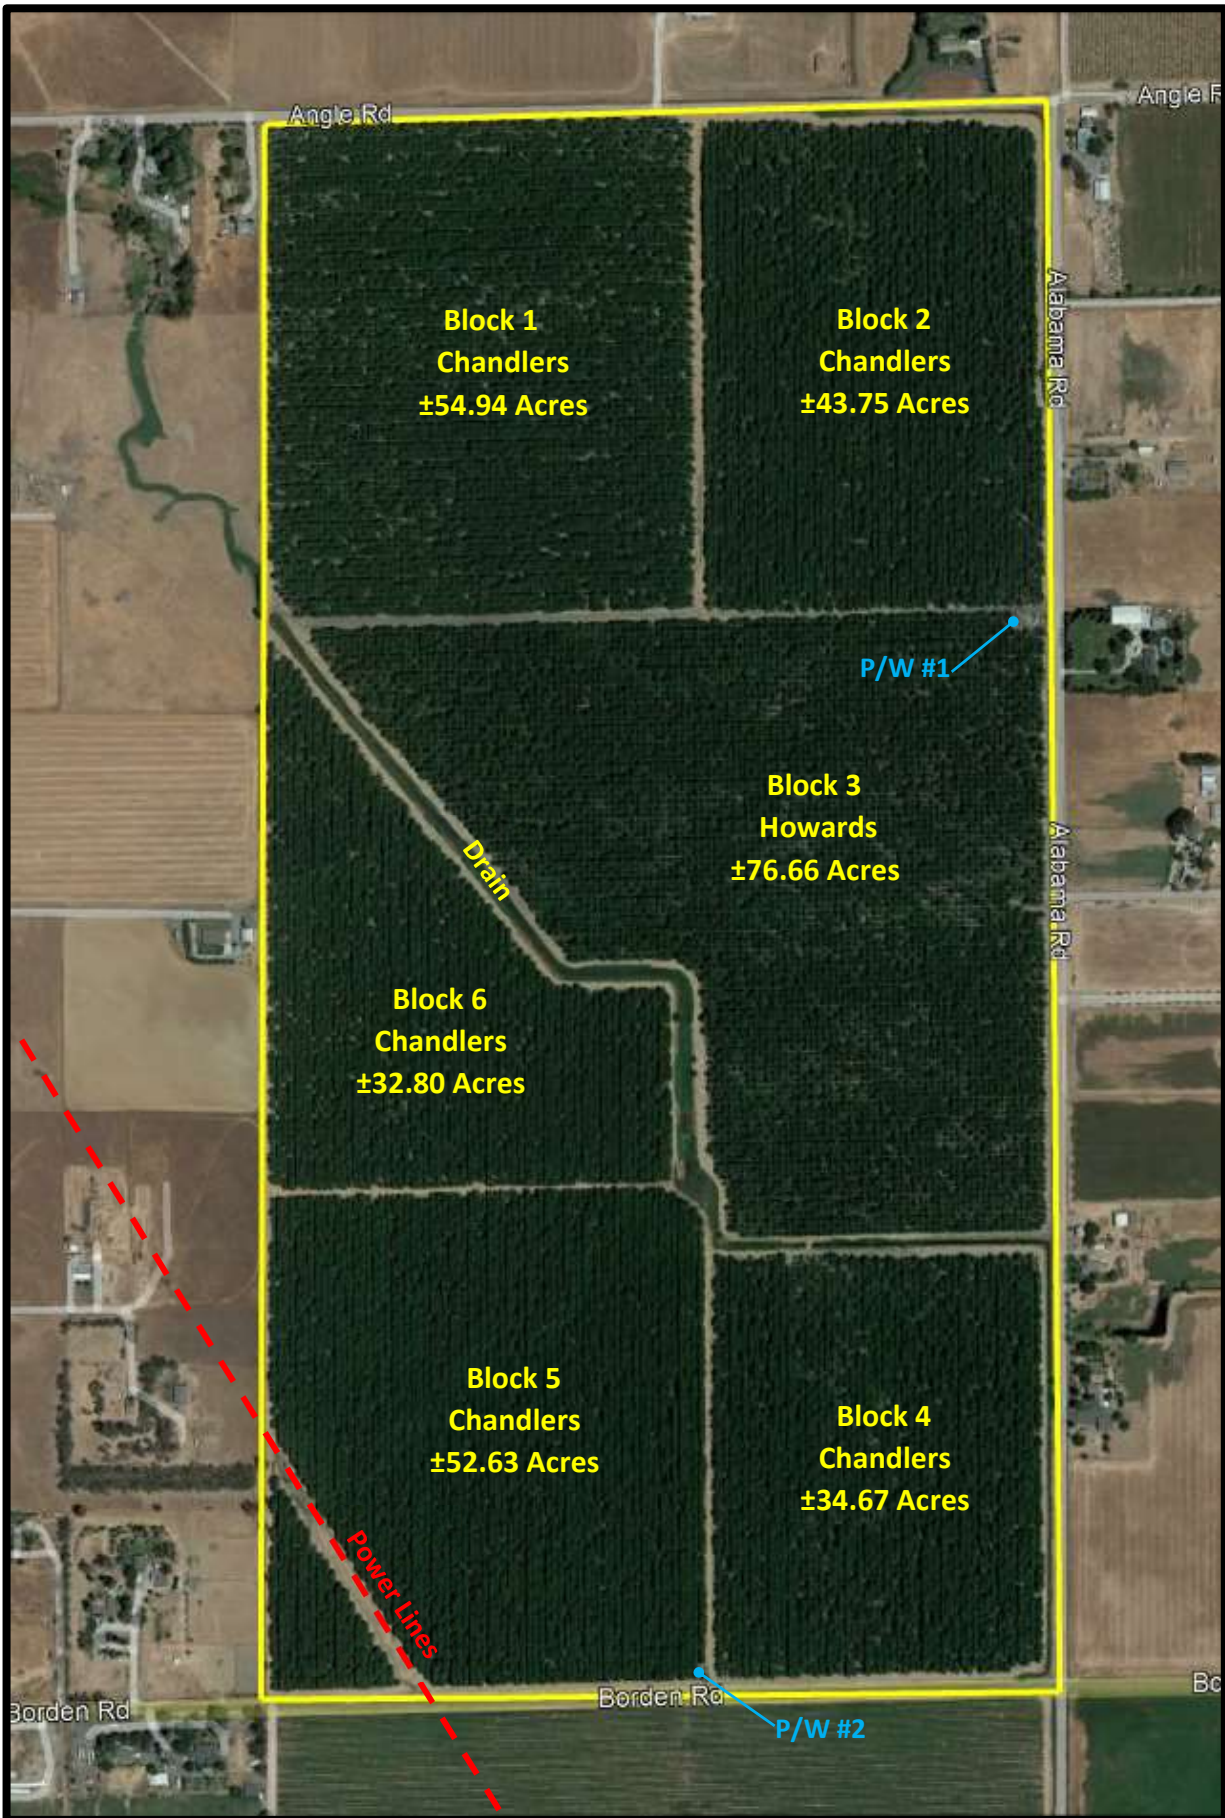 Angle Rd
Angle R
Block 1
Chandlers
±54.94 Acres
Block 2
Chandlers
±43.75 Acres
Alabama Rd
P/W #1
Block 3
Howards
±76.66 Acres
Alabama Rd
Drain
Block 6
Chandlers
±32.80 Acres
Block 5
Chandlers
±52.63 Acres
Block 4
Chandlers
±34.67 Acres
Power Lines
Borden Rd
Borden Rd
Bo
P/W #2